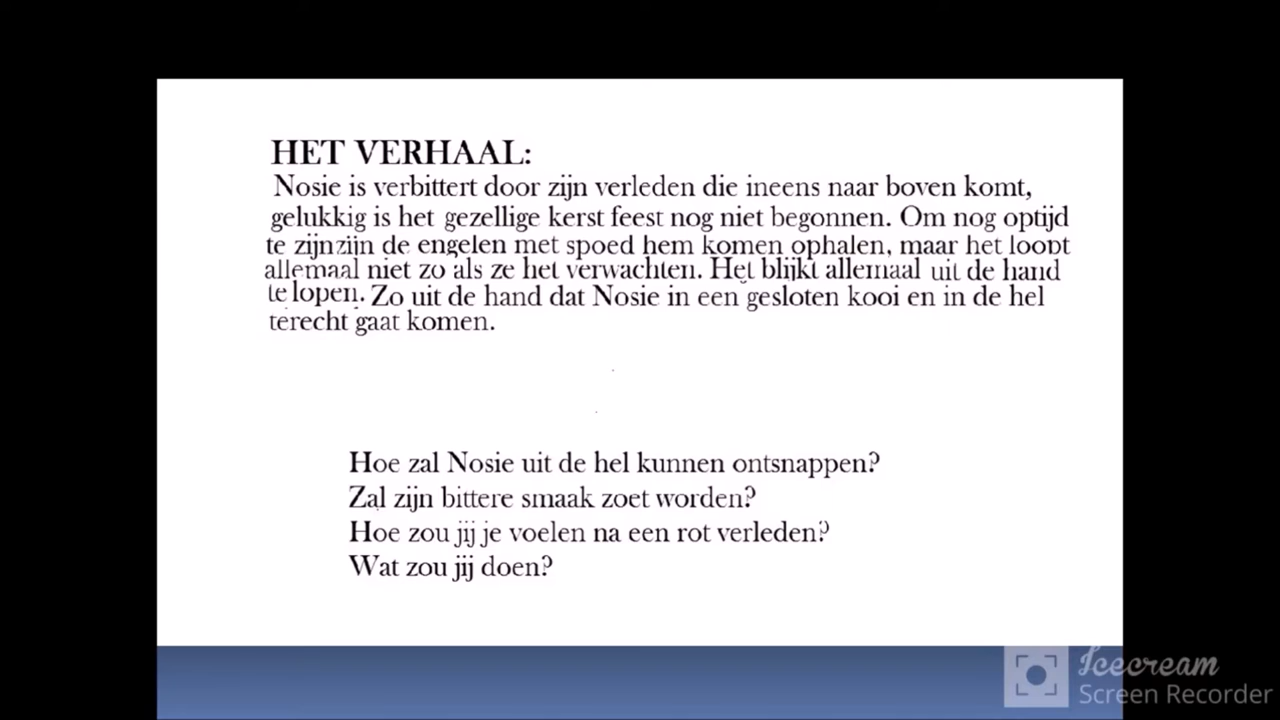 HET VERHAAL:
Nosie is verbittert door zijn verleden die ineens naar boven komt,
gelukkig is het gezellige kerst feest nog niet begonnen. Om nog optijd
te zijn zijn de engelen met spoed hem komen ophalen, maar het loopt
allemaal niet zo als ze het verwachten. Het blijkt allemaal uit de hand
te lopen. Zo uit de hand dat Nosie in een gesloten kooi en in de hel
terecht gaat komen.
Hoe zal Nosie uit de hel kunnen ontsnappen?
Zal zijn bittere smaak zoet worden?
Hoe zou jij je voelen na een rot verleden?
Wat zou jij doen?
Icecream
Screen Recorder